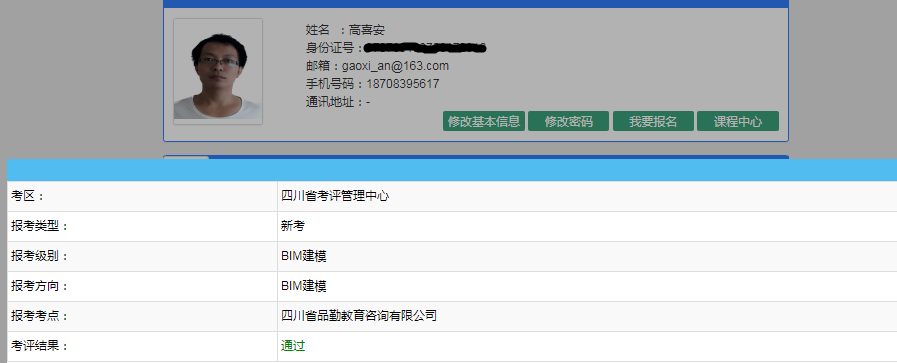 姓名 ：高喜安
身份证号：
邮箱：gaoxi_an@163.com
手机号码：18708395617
通讯地址：-
修改基本信息 修改密码 我要报名 课程中心
考区： 四川省考评管理中心
报考类型： 新考
报考级别： BIM建模
报考方向： BIM建模
报考考点： 四川省品勤教育咨询有限公司
考评结果： 通过